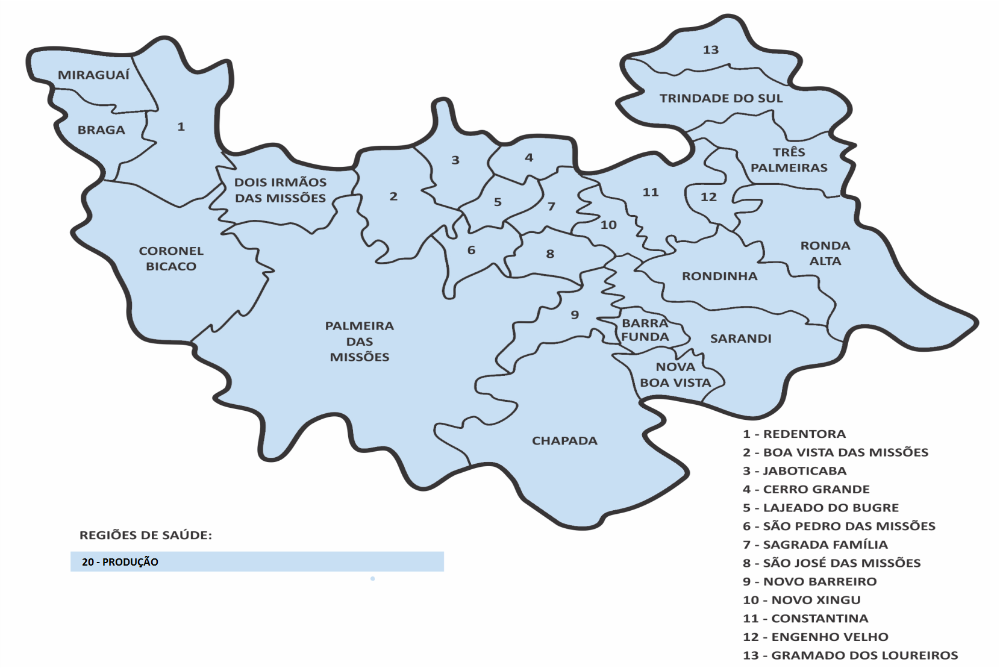 13
MIRAGUAÍ
TRINDADE DO SUL
1
BRAGA
TRÊS
PALMEIRAS
3
4
DOIS IRMÃOS
DAS MISSÕES
2
5
7
11
12
10
6
8
CORONEL
BICACO
RONDA
ALTA
RONDINHA
9
BARRA
FUNDA
SARANDI
PALMEIRA
DAS
MISSÕES
NOVA
BOA VISTA
CHAPADA
1 - REDENTORA
2 - BOA VISTA DAS MISSÕES
3 - JABOTICABA
4 - CERRO GRANDE
5 - LAJEADO DO BUGRE
6 - SÃO PEDRO DAS MISSÕES
7 - SAGRADA FAMÍLIA
8 - SÃO JOSÉ DAS MISSÕES
9 - NOVO BARREIRO
10 - NOVO XINGU
11 - CONSTANTINA
12 - ENGENHO VELHO
13 - GRAMADO DOS LOUREIROS
REGIÕES DE SAÚDE:
20 - PRODUÇÃO